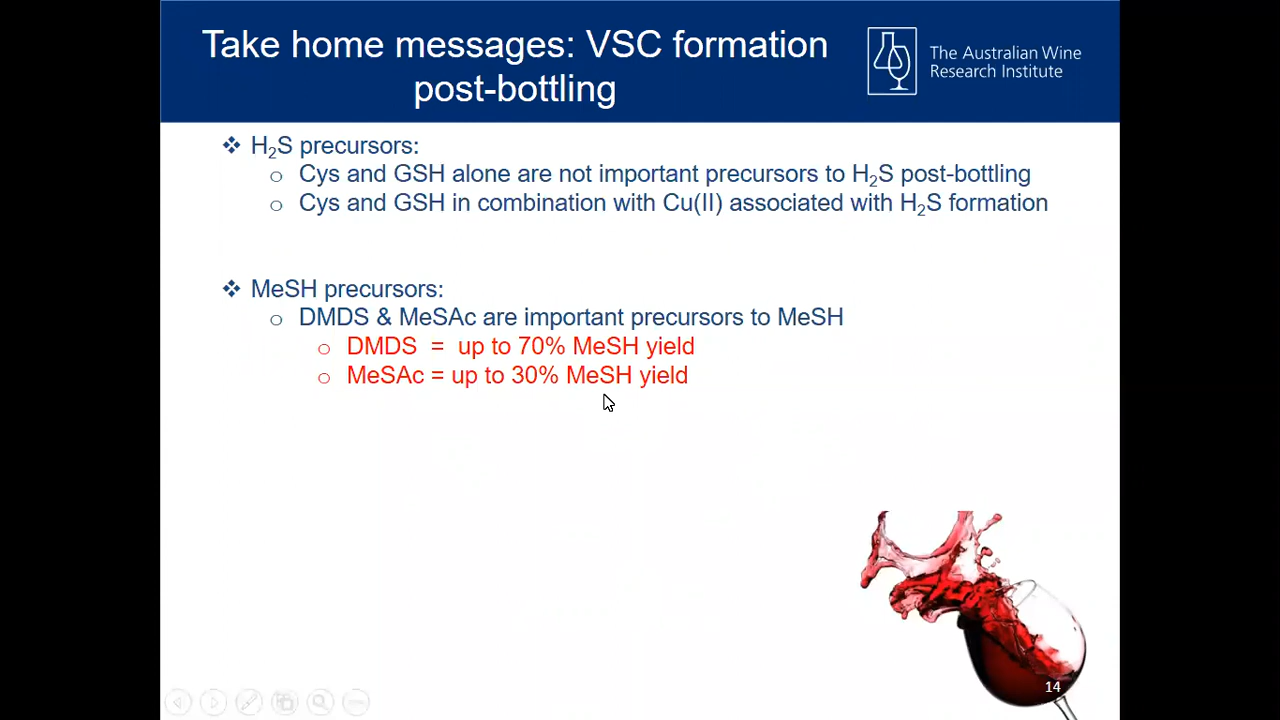 Take home messages: VSC formation
post-bottling
The Australian Wine
Research Institute
❖ H₂S precursors:
o Cys and GSH alone are not important precursors to H₂S post-bottling
o Cys and GSH in combination with Cu(II) associated with H₂S formation
❖ MeSH precursors:
o DMDS & MeSAc are important precursors to MeSH
o DMDS = up to 70% MeSH yield
o MeSAc = up to 30% MeSH yield
14